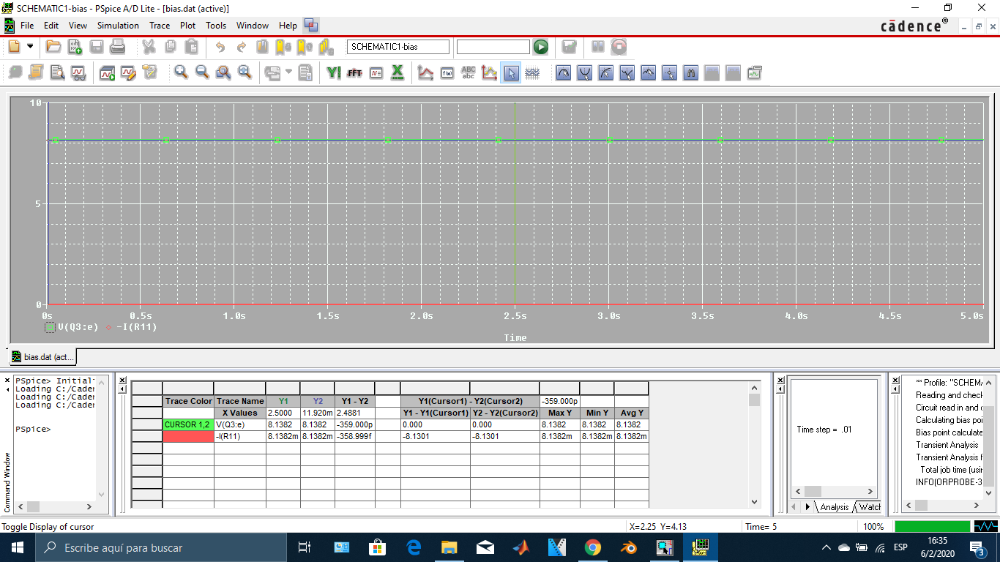 SCHEMATIC1-bias - PSpice A/D Lite - [bias.dat (active)]
File Edit View Simulation Trace Plot Tools Window Help
cādence®
SCHEMATIC1-bias
FFT
ABC
abc
10
5
0
0s 0.5s 1.0s 1.5s 2.0s 2.5s 3.0s 3.5s 4.0s 4.5s 5.0s
V(Q3:e) -I(R11)
Time
bias.dat (act...
Command Window
PSpice> Initial
Loading C:/Caden
Loading C:/Caden
Loading C:/Caden
PSpice>
Trace Color Trace Name Y1 Y2 Y1 - Y2 Y1(Cursor1) - Y2(Cursor2) -359.000p
X Values 2.5000 11.920m 2.4881 Y1 - Y1(Cursor1) Y2 - Y2(Cursor2) Max Y Min Y Avg Y
CURSOR 1,2 V(Q3:e) 8.1382 8.1382 -359.000p 0.000 0.000 8.1382 8.1382 8.1382
-I(R11) 8.1382m 8.1382m -358.999f -8.1301 -8.1301 8.1382m 8.1382m 8.1382m
Time step = .01
Analysis Watch
** Profile: "SCHEMA
Reading and check
Circuit read in and c
Calculating bias poi
Bias point calculate
Transient Analysis
Transient Analysis f
Total job time (usin
INFO(ORPROBE-3
Toggle Display of cursor
X=2.25 Y=4.13
Time= 5
100%
Escribe aquí para buscar
ESP
16:35
6/2/2020
3